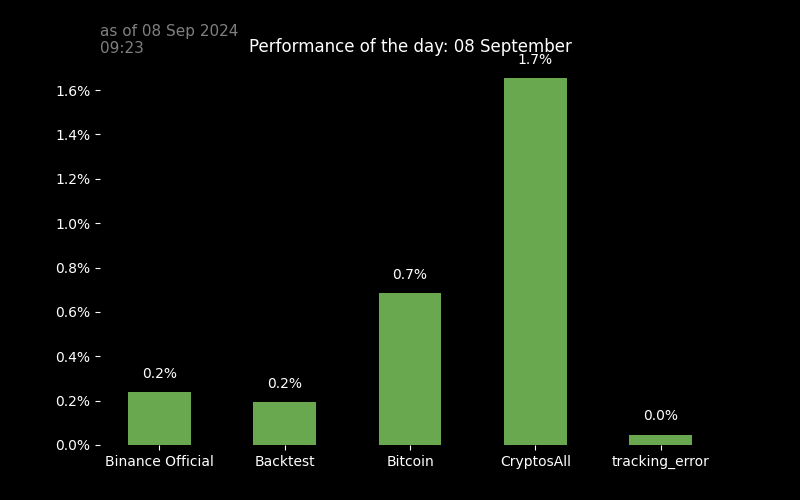 as of 08 Sep 2024
09:23
Performance of the day: 08 September
1.7%
1.6%
1.4%
1.2%
1.0%
0.8%
0.7%
0.6%
0.4%
0.2%
0.2%
0.2%
0.0%
0.0%
Binance Official
Backtest
Bitcoin
CryptosAll
tracking_error